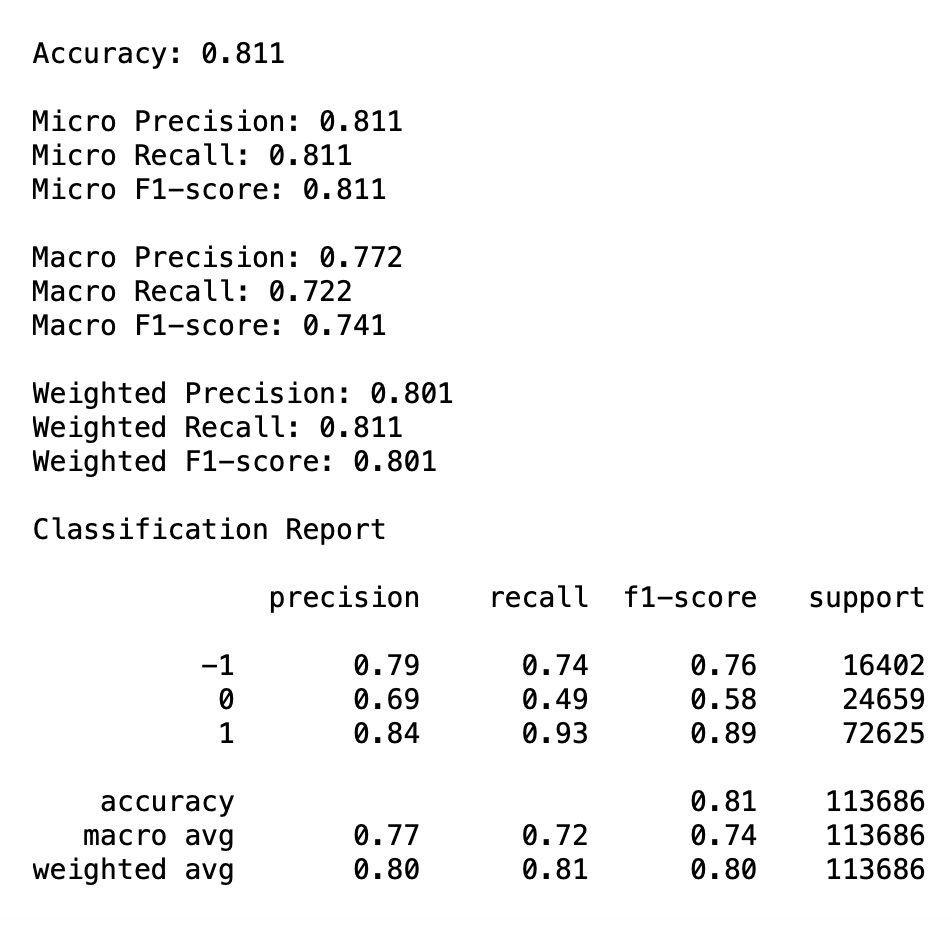 Accuracy: 0.811
Micro Precision: 0.811
Micro Recall: 0.811
Micro F1-score: 0.811
Macro Precision: 0.772
Macro Recall: 0.722
Macro F1-score: 0.741
Weighted Precision: 0.801
Weighted Recall: 0.811
Weighted F1-score: 0.801
Classification Report
precision recall f1-score support
-1 0.79 0.74 0.76 16402
0 0.69 0.49 0.58 24659
1 0.84 0.93 0.89 72625
accuracy 0.81 113686
macro avg 0.77 0.72 0.74 113686
weighted avg 0.80 0.81 0.80 113686